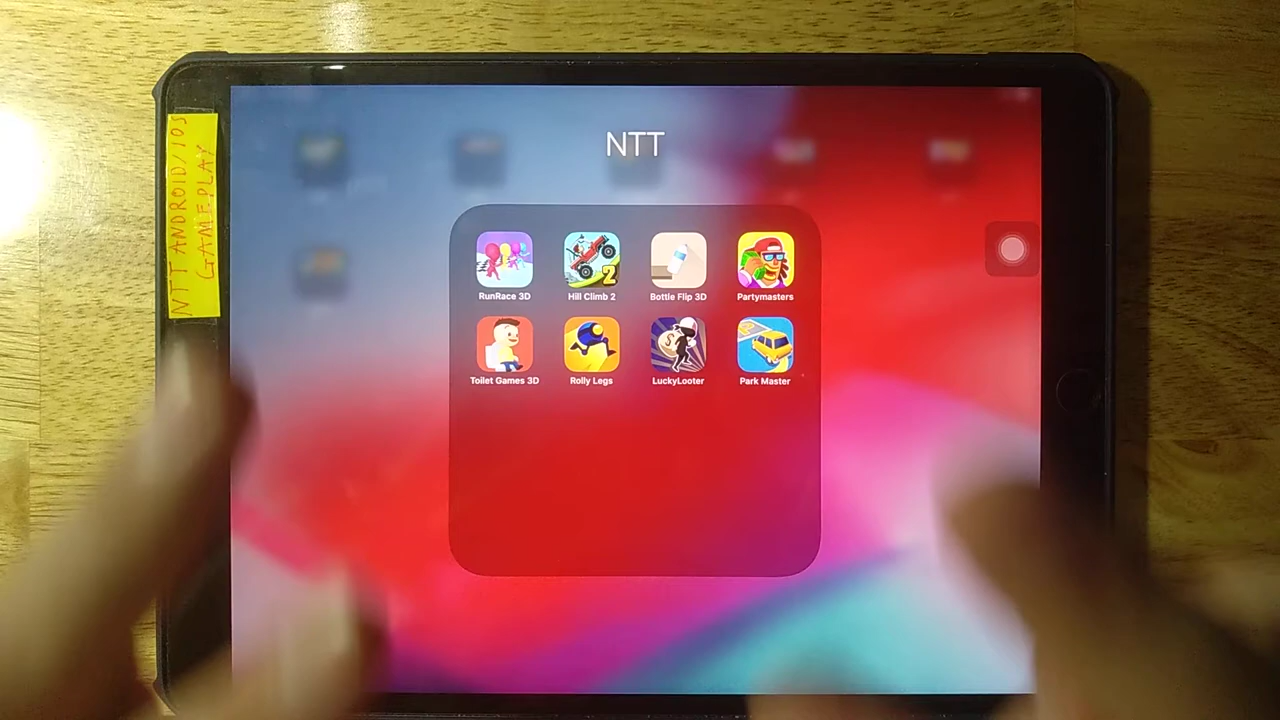 NTT ANDROID/IOS
GAMEPLAY
NTT
RunRace 3D
Hill Climb 2
Bottle Flip 3D
Partymasters
Toilet Games 3D
Rolly Legs
LuckyLooter
Park Master
2